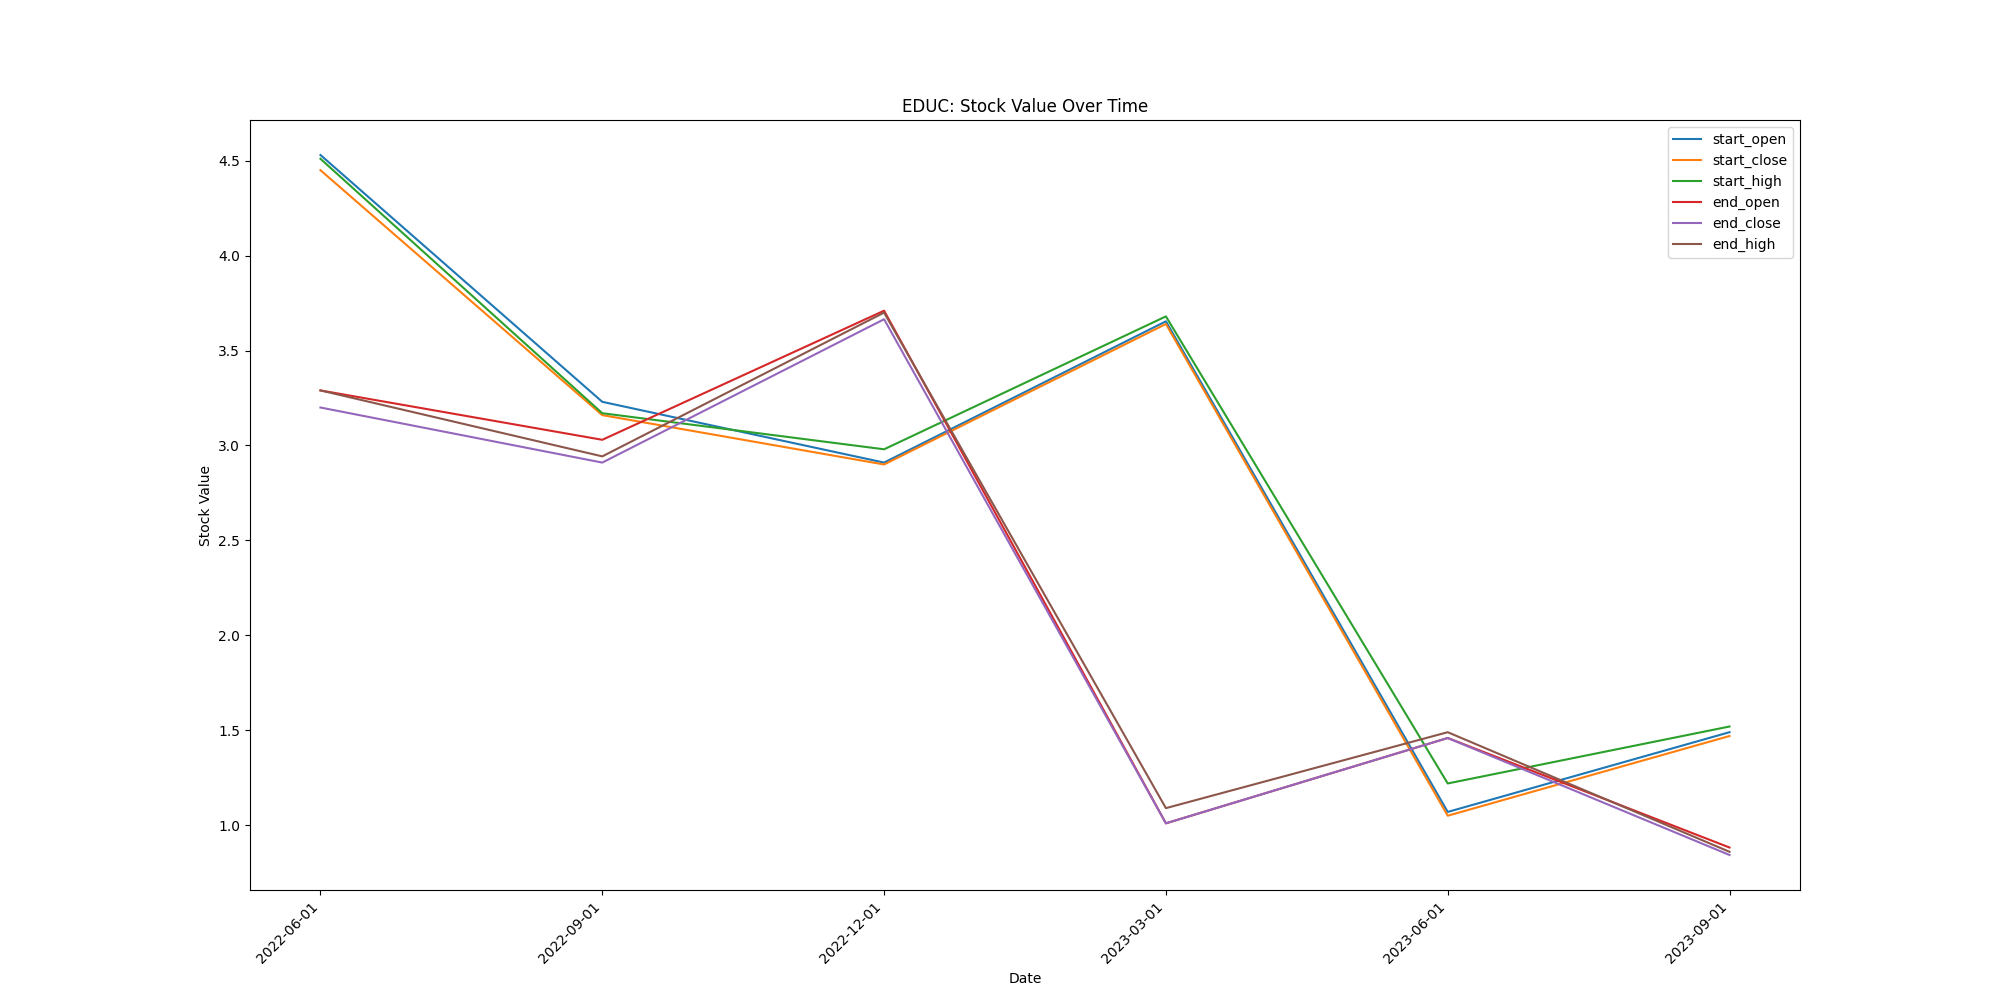 EDUC: Stock Value Over Time
start_open
start_close
start_high
end_open
end_close
end_high
Stock Value
4.5
4.0
3.5
3.0
2.5
2.0
1.5
1.0
2022-06-01
2022-09-01
2022-12-01
2023-03-01
2023-06-01
2023-09-01
Date